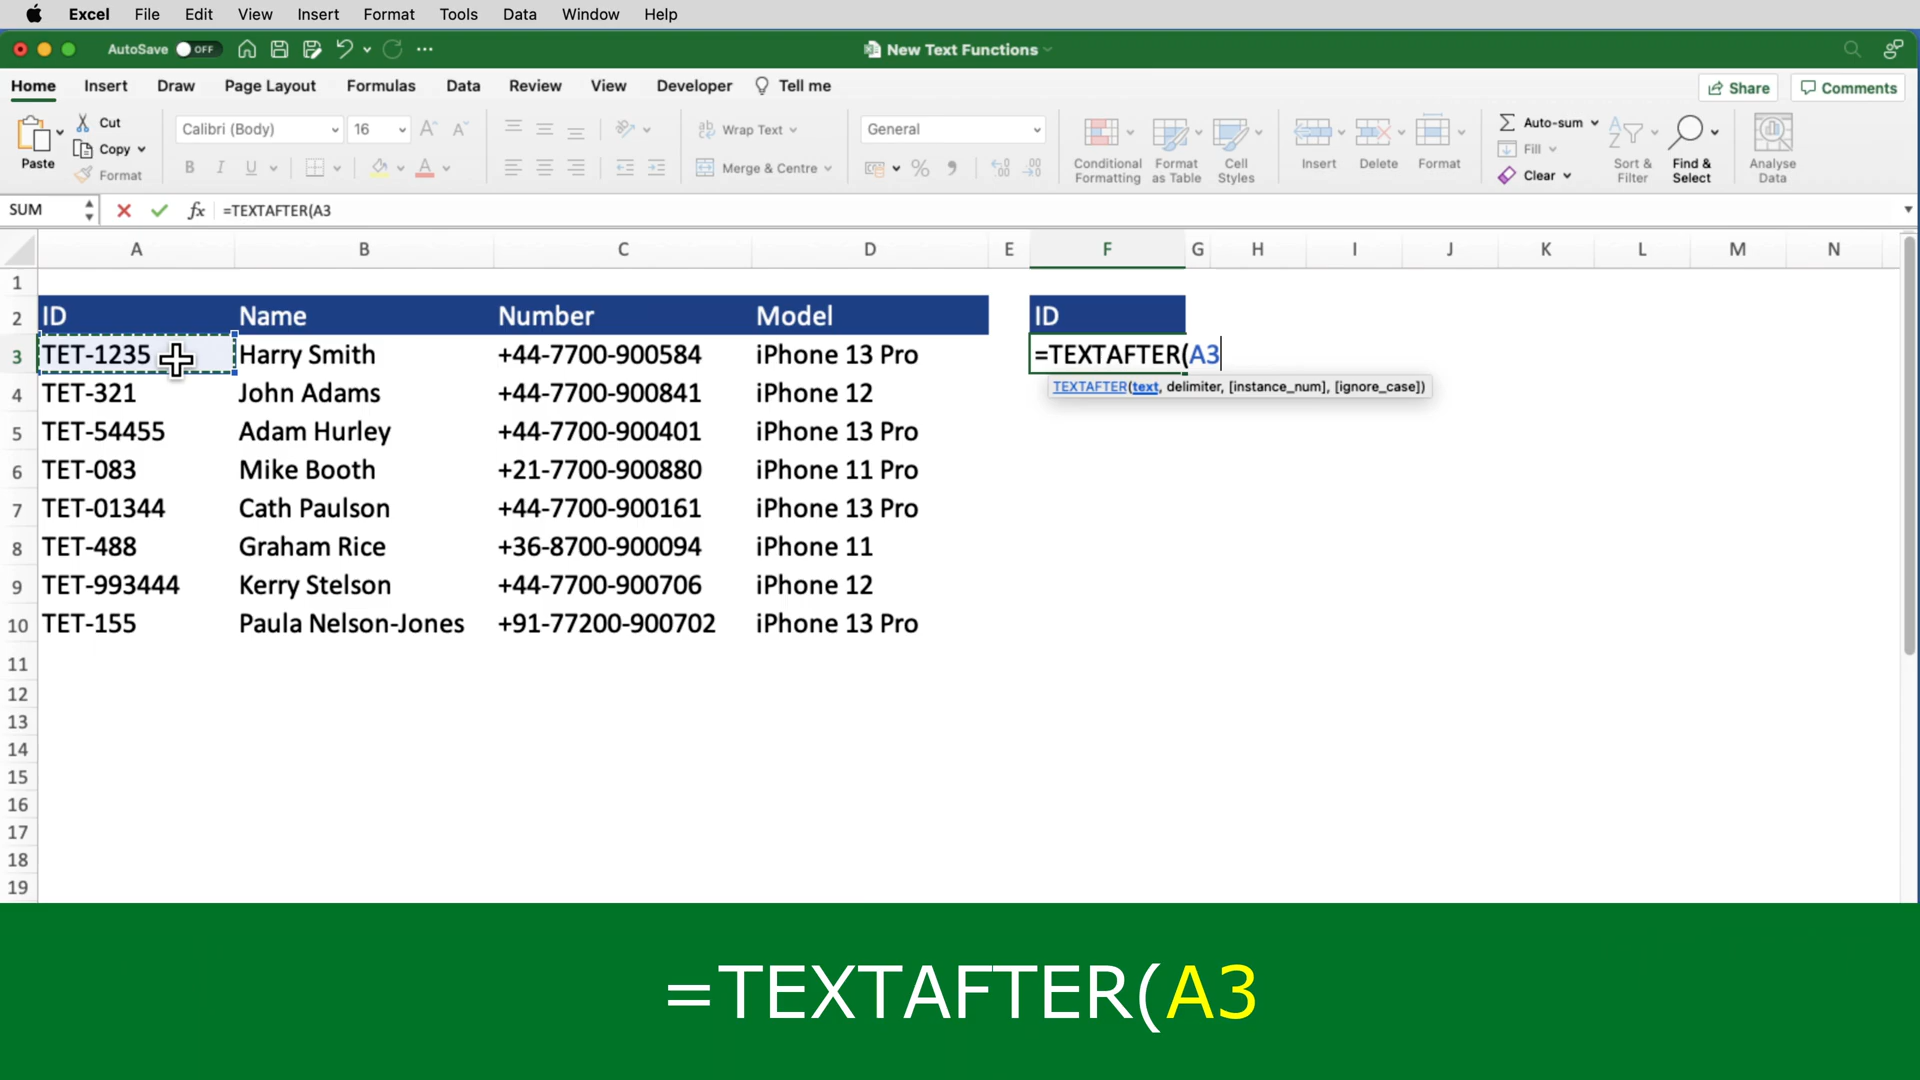 Excel File Edit View Insert Format Tools Data Window Help
AutoSave OFF New Text Functions
Home Insert Draw Page Layout Formulas Data Review View Developer Tell me Share Comments
Paste Cut Copy Format
Calibri (Body) 16
B I U A
Wrap Text
Merge & Centre
General
Conditional Formatting
Format as Table
Cell Styles
Insert Delete Format
Auto-sum
Fill
Clear
Sort & Filter
Find & Select
Analyse Data
SUM fx =TEXTAFTER(A3
A B C D E F G H I J K L M N
1
2 ID Name Number Model ID
3 TET-1235 Harry Smith +44-7700-900584 iPhone 13 Pro =TEXTAFTER(A3
TEXTAFTER(text, delimiter, [instance_num], [ignore_case])
4 TET-321 John Adams +44-7700-900841 iPhone 12
5 TET-54455 Adam Hurley +44-7700-900401 iPhone 13 Pro
6 TET-083 Mike Booth +21-7700-900880 iPhone 11 Pro
7 TET-01344 Cath Paulson +44-7700-900161 iPhone 13 Pro
8 TET-488 Graham Rice +36-8700-900094 iPhone 11
9 TET-993444 Kerry Stelson +44-7700-900706 iPhone 12
10 TET-155 Paula Nelson-Jones +91-77200-900702 iPhone 13 Pro
11
12
13
14
15
16
17
18
19
=TEXTAFTER(A3